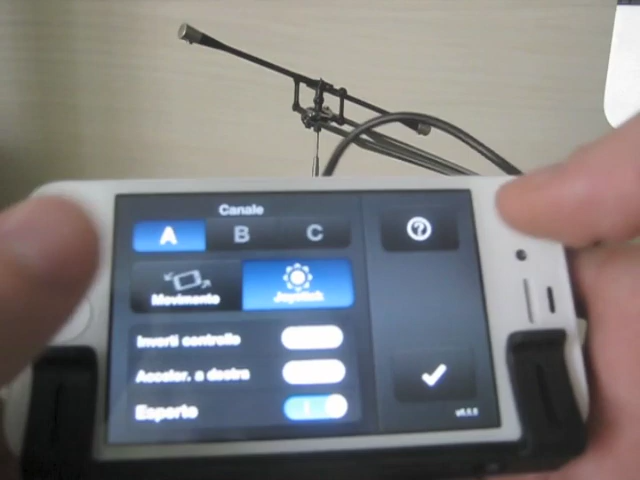 Canale
A B C
?
Movimento Joystick
Inverti controllo
Acceler. a destra
Esperto